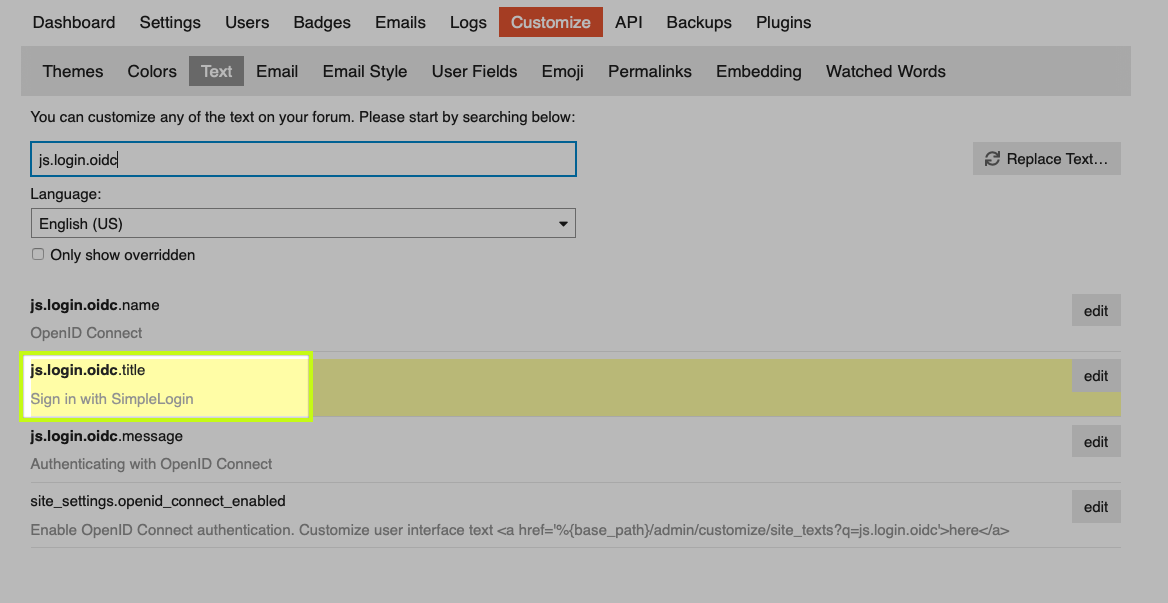 Dashboard Settings Users Badges Emails Logs Customize API Backups Plugins
Themes Colors Text Email Email Style User Fields Emoji Permalinks Embedding Watched Words
You can customize any of the text on your forum. Please start by searching below:
js.login.oidc
Replace Text...
Language:
English (US)
Only show overridden
js.login.oidc.name
edit
OpenID Connect
js.login.oidc.title
edit
Sign in with SimpleLogin
js.login.oidc.message
edit
Authenticating with OpenID Connect
site_settings.openid_connect_enabled
edit
Enable OpenID Connect authentication. Customize user interface text <a href='%{base_path}/admin/customize/site_texts?q=js.login.oidc'>here</a>